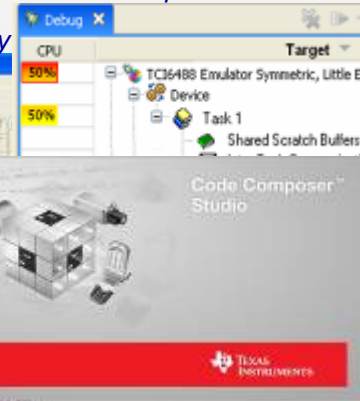 Debug
y
CPU Target
50% TCI6488 Emulator Symmetric, Little E
Device
50% Task 1
Shared Scratch Buffers
Code Composer™
Studio
TEXAS
INSTRUMENTS